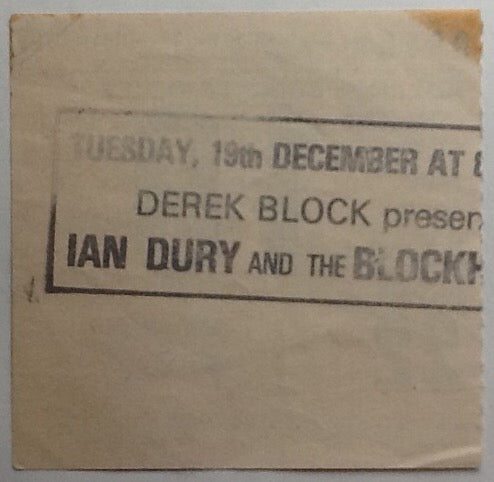 TUESDAY, 19th DECEMBER AT
DEREK BLOCK presen
IAN DURY AND THE BLOCKH